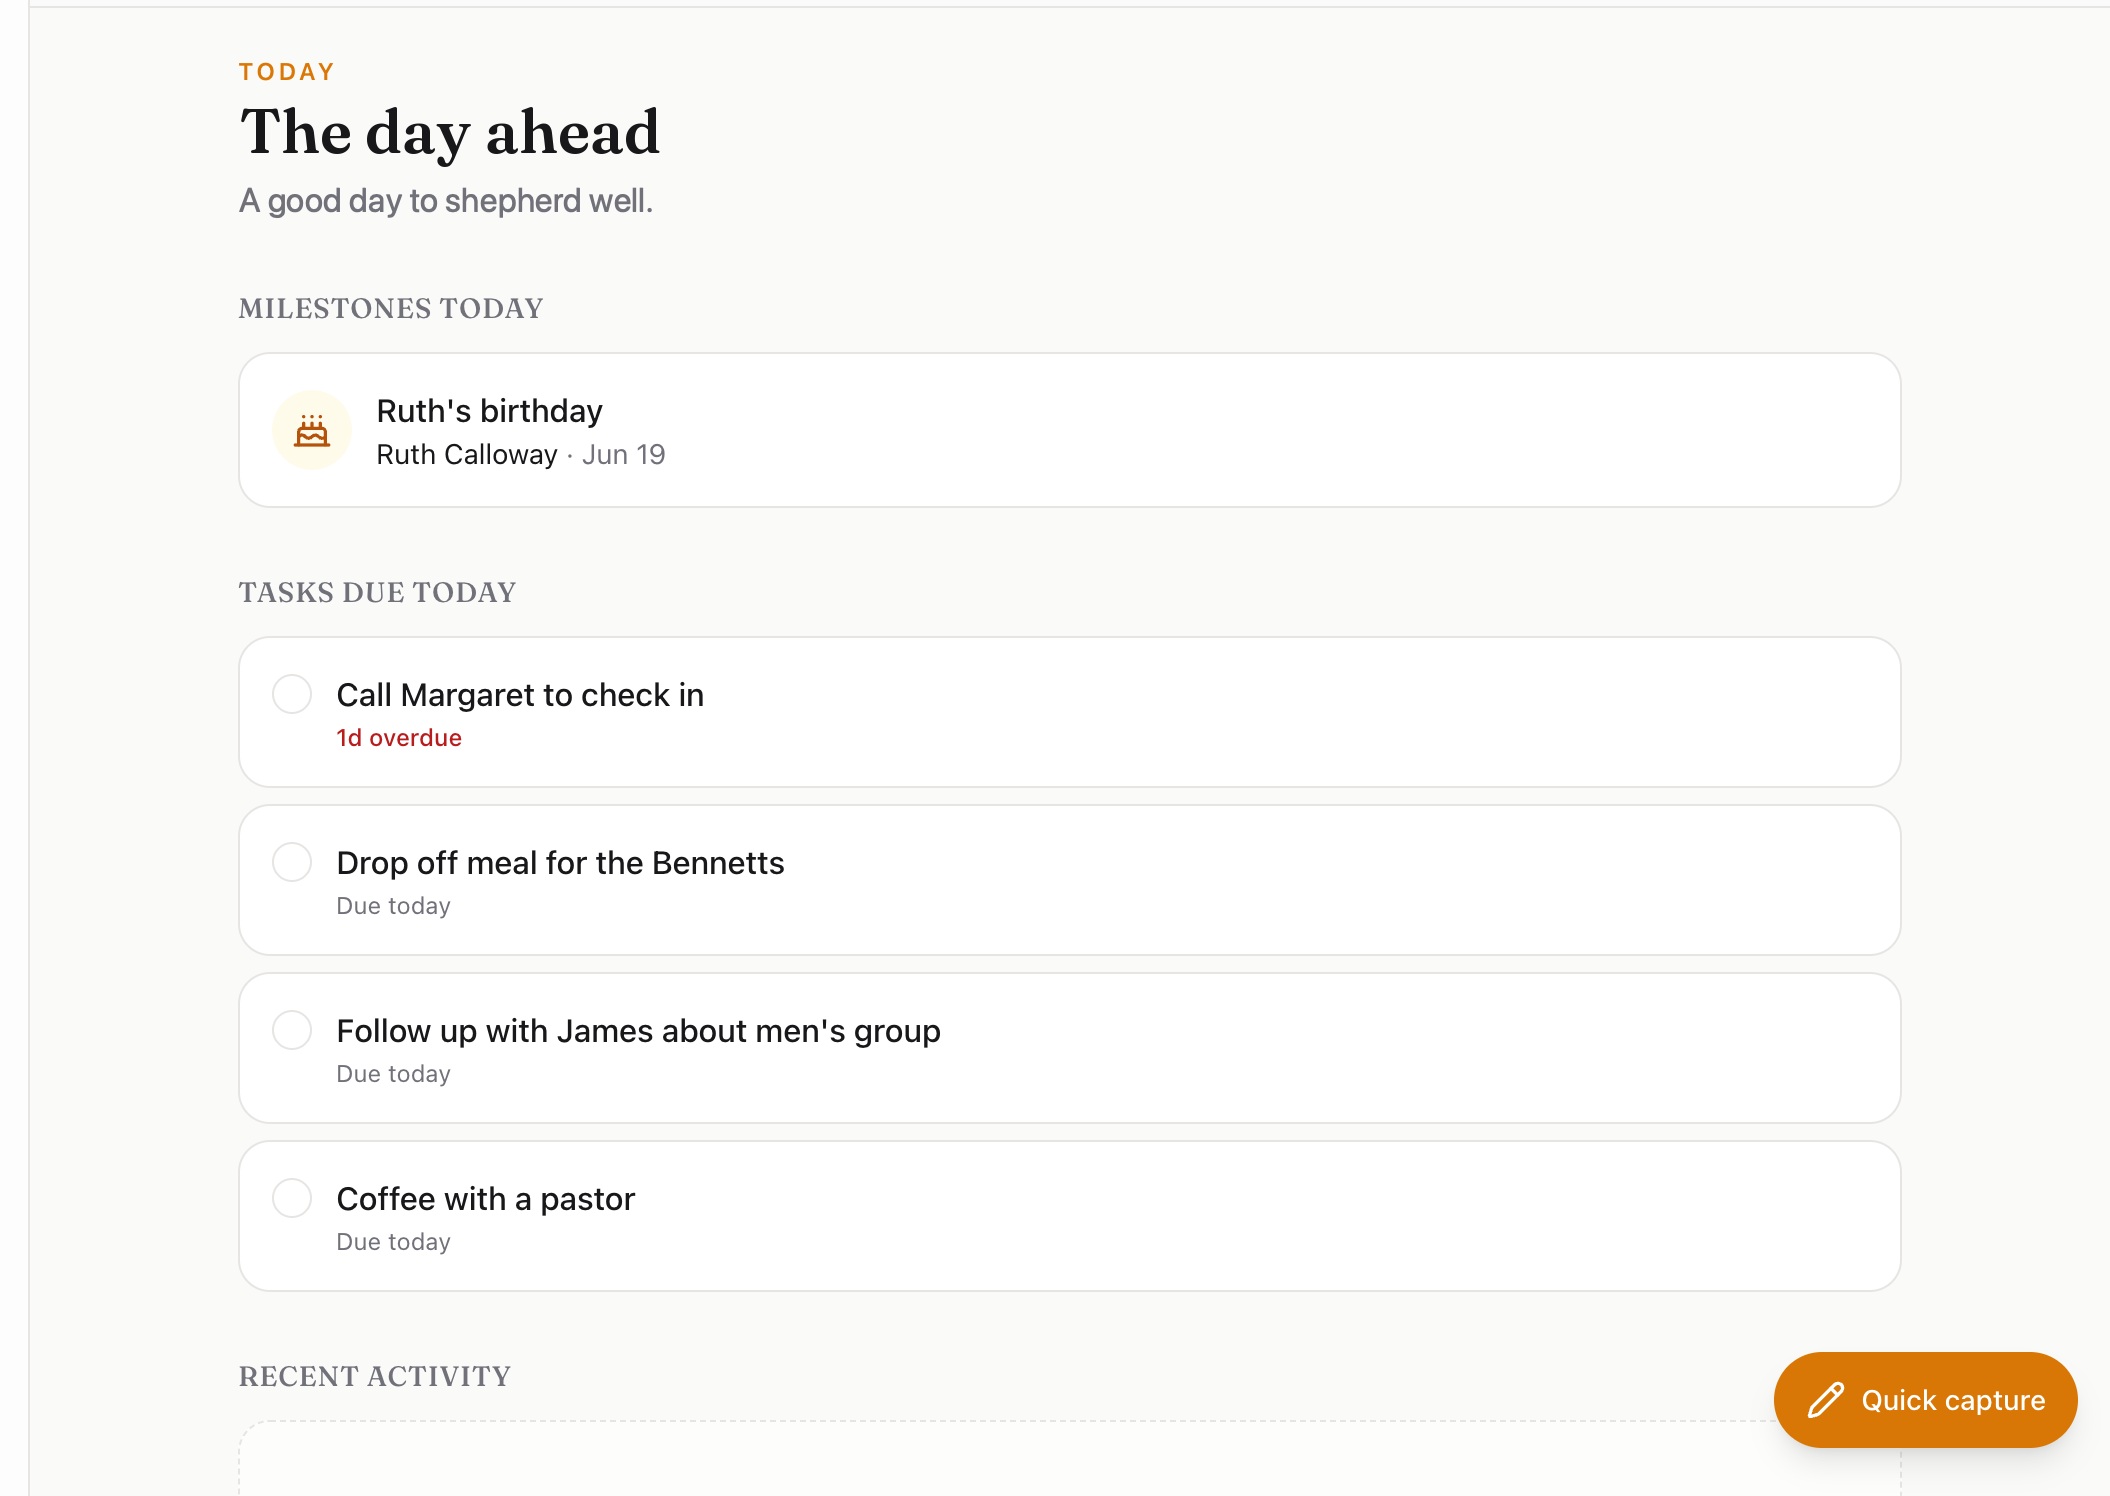 TODAY
The day ahead
A good day to shepherd well.
MILESTONES TODAY
Ruth's birthday
Ruth Calloway · Jun 19
TASKS DUE TODAY
Call Margaret to check in
1d overdue
Drop off meal for the Bennetts
Due today
Follow up with James about men's group
Due today
Coffee with a pastor
Due today
RECENT ACTIVITY
Quick capture